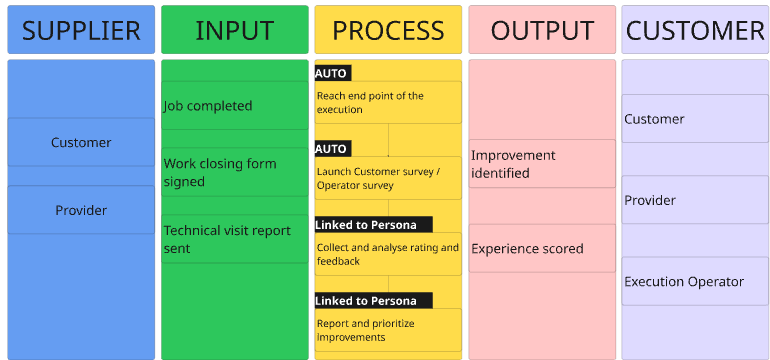 SUPPLIER
INPUT
PROCESS
OUTPUT
CUSTOMER
Customer
Provider
Job completed
Work closing form
signed
Technical visit report
sent
AUTO
Reach end point of the
execution
AUTO
Launch Customer survey /
Operator survey
Linked to Persona
Collect and analyse rating and
feedback
Linked to Persona
Report and prioritize
improvements
Improvement
identified
Experience scored
Customer
Provider
Execution Operator